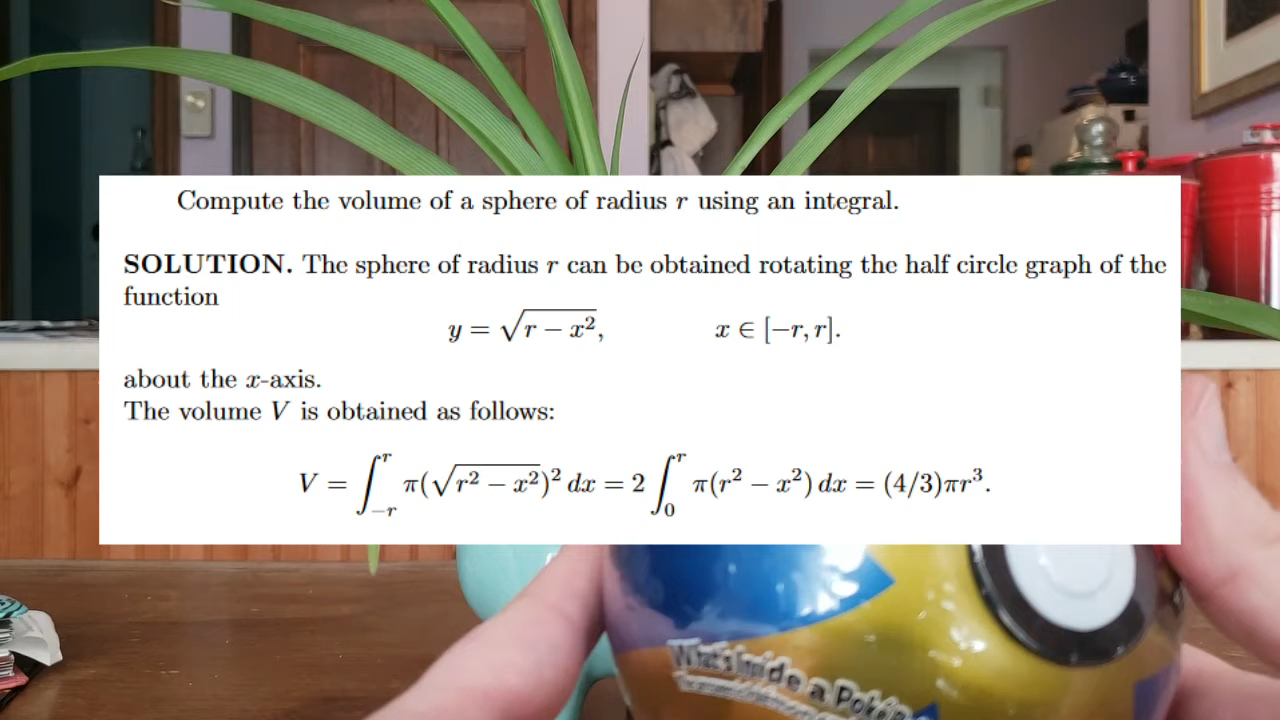 Compute the volume of a sphere of radius r using an integral.
SOLUTION. The sphere of radius r can be obtained rotating the half circle graph of the
function
y = √(r − x²), x ∈ [−r, r].
about the x-axis.
The volume V is obtained as follows:
V = ∫_{−r}^{r} π(√(r² − x²))² dx = 2 ∫_{0}^{r} π(r² − x²) dx = (4/3)πr³.
What's Inside a Poké